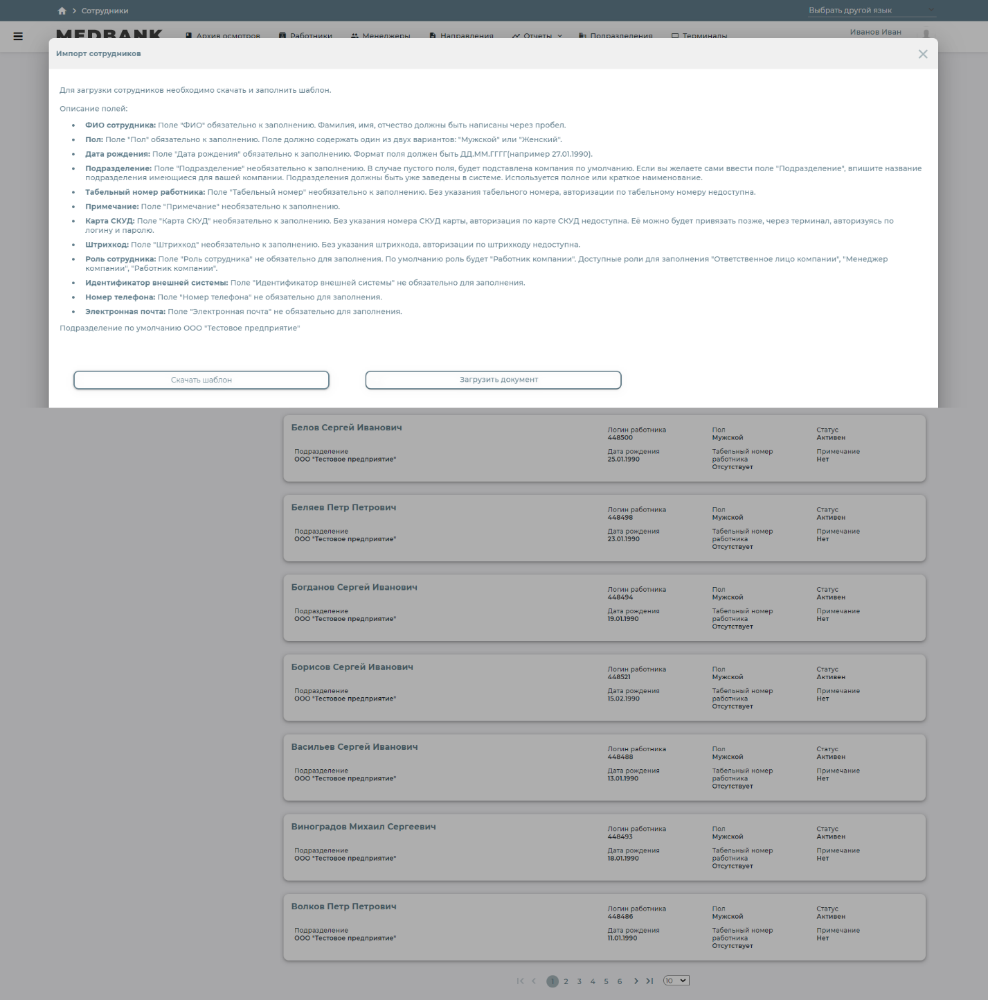 Сотрудники
Выбрать другой язык
MEDBANK
Архив осмотров
Работники
Менеджеры
Направления
Отчеты
Подразделения
Терминалы
Иванов Иван
Импорт сотрудников
Для загрузки сотрудников необходимо скачать и заполнить шаблон.
Описание полей:
• ФИО сотрудника: Поле "ФИО" обязательно к заполнению. Фамилия, имя, отчество должны быть написаны через пробел.
• Пол: Поле "Пол" обязательно к заполнению. Поле должно содержать один из двух вариантов: "Мужской" или "Женский".
• Дата рождения: Поле "Дата рождения" обязательно к заполнению. Формат поля должен быть ДД.ММ.ГГГГ(например 27.01.1990).
• Подразделение: Поле "Подразделение" необязательно к заполнению. В случае пустого поля, будет подставлена компания по умолчанию. Если вы желаете сами ввести поле "Подразделение", впишите название
подразделения имеющиеся для вашей компании. Подразделения должны быть уже заведены в системе. Используется полное или краткое наименование.
• Табельный номер работника: Поле "Табельный номер" необязательно к заполнению. Без указания табельного номера, авторизации по табельному номеру недоступна.
• Примечание: Поле "Примечание" необязательно к заполнению.
• Карта СКУД: Поле "Карта СКУД" необязательно к заполнению. Без указания номера СКУД карты, авторизация по карте СКУД недоступна. Её можно будет привязать позже, через терминал, авторизуясь по
логину и паролю.
• Штрихкод: Поле "Штрихкод" необязательно к заполнению. Без указания штрихкода, авторизации по штрихкоду недоступна.
• Роль сотрудника: Поле "Роль сотрудника" не обязательно для заполнения. По умолчанию роль будет "Работник компании". Доступные роли для заполнения "Ответственное лицо компании", "Менеджер
компании", "Работник компании".
• Идентификатор внешней системы: Поле "Идентификатор внешней системы" не обязательно для заполнения.
• Номер телефона: Поле "Номер телефона" не обязательно для заполнения.
• Электронная почта: Поле "Электронная почта" не обязательно для заполнения.
Подразделение по умолчанию ООО "Тестовое предприятие"
Скачать шаблон
Загрузить документ
Белов Сергей Иванович
Логин работника
448500
Пол
Мужской
Статус
Активен
Подразделение
ООО "Тестовое предприятие"
Дата рождения
25.01.1990
Табельный номер
работника
Отсутствует
Примечание
Нет
Беляев Петр Петрович
Логин работника
448498
Пол
Мужской
Статус
Активен
Подразделение
ООО "Тестовое предприятие"
Дата рождения
23.01.1990
Табельный номер
работника
Отсутствует
Примечание
Нет
Богданов Сергей Иванович
Логин работника
448494
Пол
Мужской
Статус
Активен
Подразделение
ООО "Тестовое предприятие"
Дата рождения
19.01.1990
Табельный номер
работника
Отсутствует
Примечание
Нет
Борисов Сергей Иванович
Логин работника
448521
Пол
Мужской
Статус
Активен
Подразделение
ООО "Тестовое предприятие"
Дата рождения
15.02.1990
Табельный номер
работника
Отсутствует
Примечание
Нет
Васильев Сергей Иванович
Логин работника
448488
Пол
Мужской
Статус
Активен
Подразделение
ООО "Тестовое предприятие"
Дата рождения
13.01.1990
Табельный номер
работника
Отсутствует
Примечание
Нет
Виноградов Михаил Сергеевич
Логин работника
448493
Пол
Мужской
Статус
Активен
Подразделение
ООО "Тестовое предприятие"
Дата рождения
18.01.1990
Табельный номер
работника
Отсутствует
Примечание
Нет
Волков Петр Петрович
Логин работника
448486
Пол
Мужской
Статус
Активен
Подразделение
ООО "Тестовое предприятие"
Дата рождения
11.01.1990
Табельный номер
работника
Отсутствует
Примечание
Нет
1 2 3 4 5 6
10